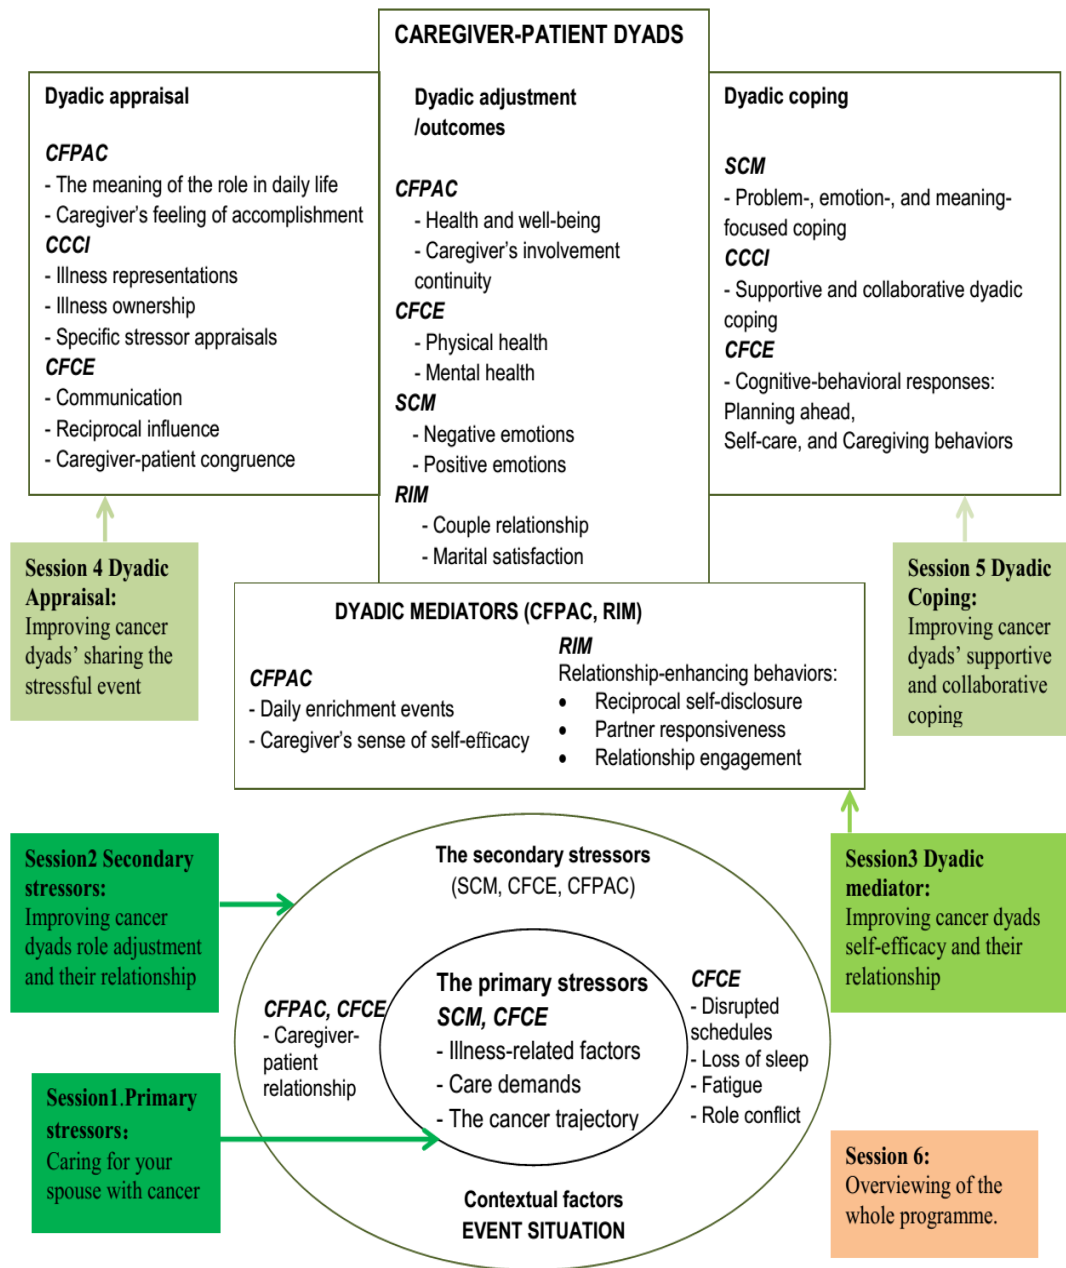 CAREGIVER-PATIENT DYADS
Dyadic appraisal
CFPAC
- The meaning of the role in daily life
- Caregiver's feeling of accomplishment
CCCI
- Illness representations
- Illness ownership
- Specific stressor appraisals
CFCE
- Communication
- Reciprocal influence
- Caregiver-patient congruence
Dyadic adjustment
/outcomes
CFPAC
- Health and well-being
- Caregiver's involvement
continuity
CFCE
- Physical health
- Mental health
SCM
- Negative emotions
- Positive emotions
RIM
- Couple relationship
- Marital satisfaction
Dyadic coping
SCM
- Problem-, emotion-, and meaning-
focused coping
CCCI
- Supportive and collaborative dyadic
coping
CFCE
- Cognitive-behavioral responses:
Planning ahead,
Self-care, and Caregiving behaviors
Session 4 Dyadic
Appraisal:
Improving cancer
dyads' sharing the
stressful event
Session 5 Dyadic
Coping:
Improving cancer
dyads' supportive
and collaborative
coping
DYADIC MEDIATORS (CFPAC, RIM)
CFPAC
- Daily enrichment events
- Caregiver's sense of self-efficacy
RIM
Relationship-enhancing behaviors:
• Reciprocal self-disclosure
• Partner responsiveness
• Relationship engagement
Session2 Secondary
stressors:
Improving cancer
dyads role adjustment
and their relationship
Session3 Dyadic
mediator:
Improving cancer dyads
self-efficacy and their
relationship
The secondary stressors
(SCM, CFCE, CFPAC)
CFPAC, CFCE
- Caregiver-
patient
relationship
The primary stressors
SCM, CFCE
- Illness-related factors
- Care demands
- The cancer trajectory
CFCE
- Disrupted
schedules
- Loss of sleep
- Fatigue
- Role conflict
Session1.Primary
stressors:
Caring for your
spouse with cancer
Contextual factors
EVENT SITUATION
Session 6:
Overviewing of the
whole programme.